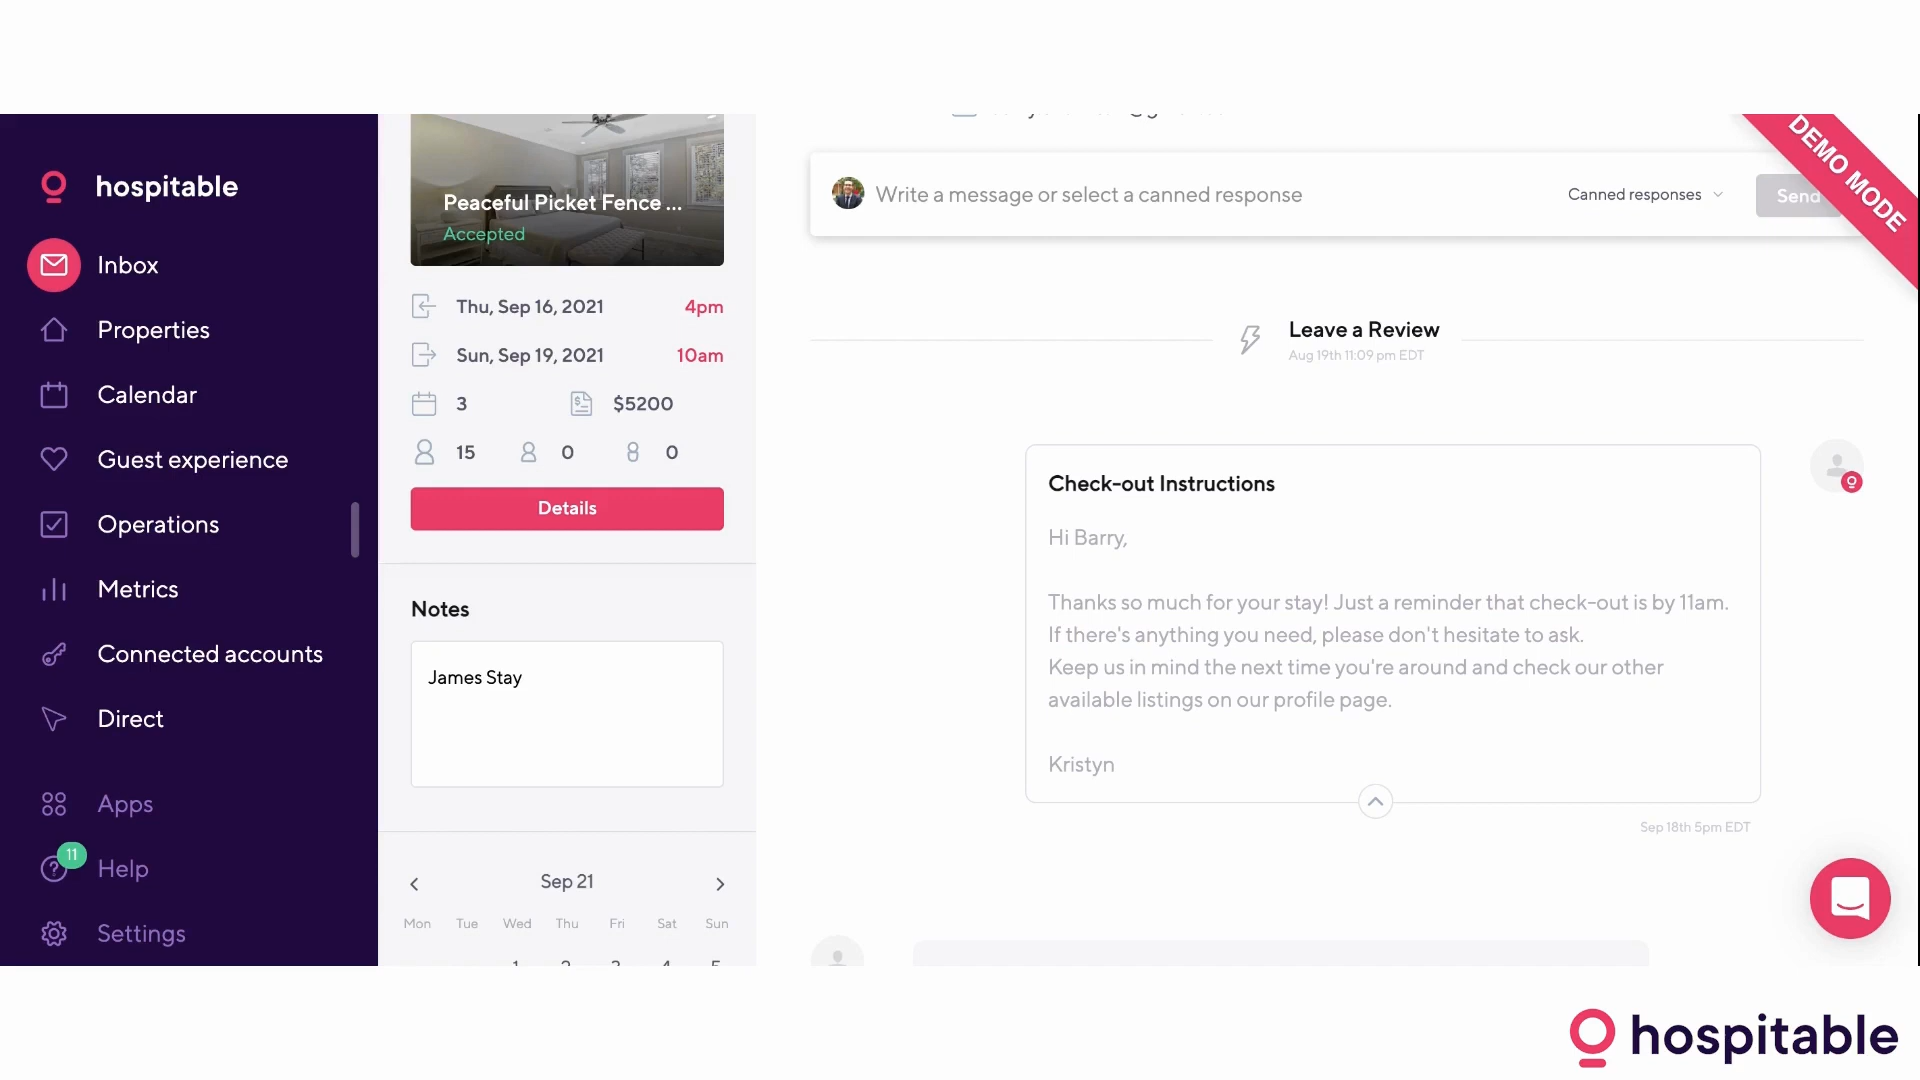 hospitable
Inbox
Properties
Calendar
Guest experience
Operations
Metrics
Connected accounts
Direct
Apps
11
Help
Settings
Peaceful Picket Fence ...
Accepted
Thu, Sep 16, 2021 4pm
Sun, Sep 19, 2021 10am
3 $5200
15 0 0
Details
Notes
James Stay
Sep 21
Mon Tue Wed Thu Fri Sat Sun
1 2 3 4 5
Write a message or select a canned response
Canned responses
Send
DEMO MODE
Leave a Review
Aug 19th 11:09 pm EDT
Check-out Instructions
Hi Barry,
Thanks so much for your stay! Just a reminder that check-out is by 11am.
If there's anything you need, please don't hesitate to ask.
Keep us in mind the next time you're around and check our other
available listings on our profile page.
Kristyn
Sep 18th 5pm EDT
hospitable